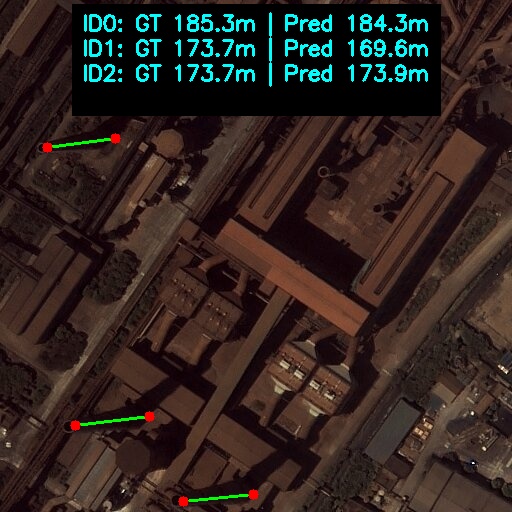 ID0: GT 185.3m | Pred 184.3m
ID1: GT 173.7m | Pred 169.6m
ID2: GT 173.7m | Pred 173.9m